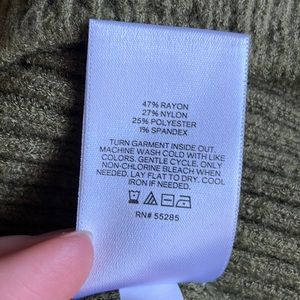 47% RAYON
27% NYLON
25% POLYESTER
1% SPANDEX
TURN GARMENT INSIDE OUT.
MACHINE WASH COLD WITH LIKE
COLORS. GENTLE CYCLE. ONLY
NON-CHLORINE BLEACH WHEN
NEEDED. LAY FLAT TO DRY. COOL
IRON IF NEEDED.
RN# 55285